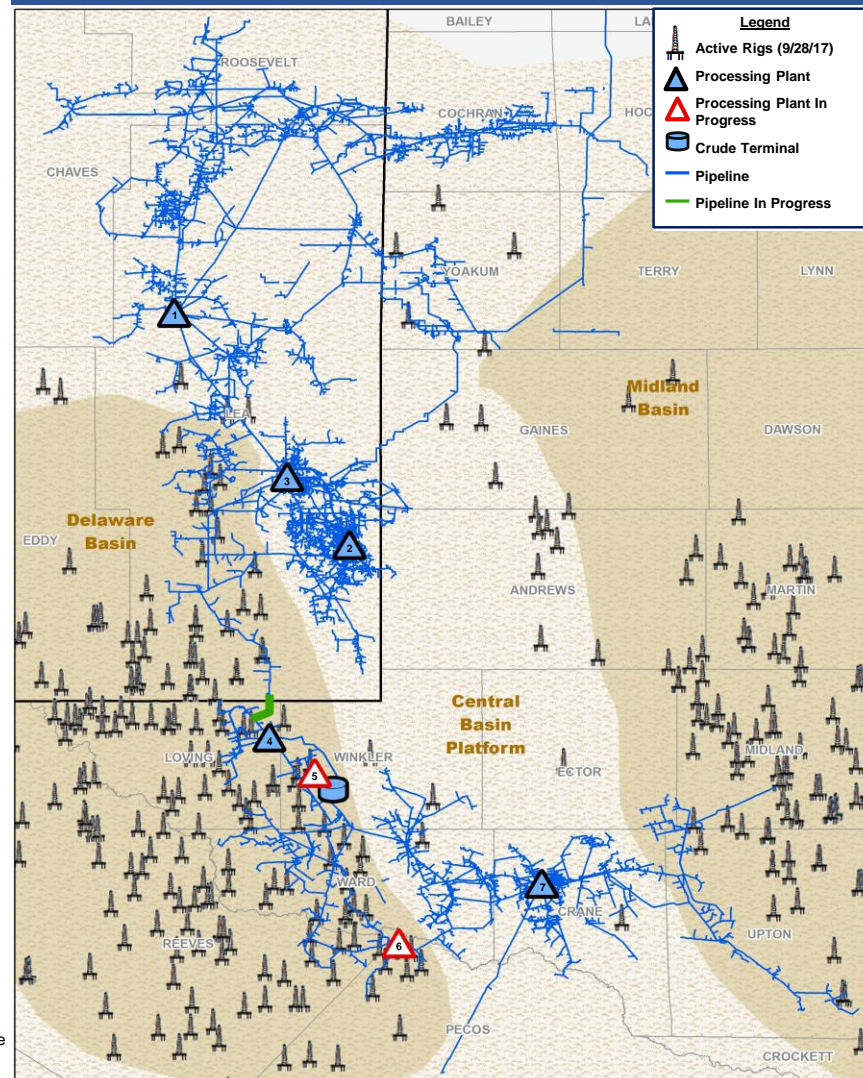 BAILEY
LA
Legend
Active Rigs (9/28/17)
Processing Plant
Processing Plant In
Progress
Crude Terminal
Pipeline
Pipeline In Progress
ROOSEVELT
COCHRAN
HOC
CHAVES
YOAKUM
TERRY
LYNN
1
Midland
Basin
LEA
GAINES
DAWSON
3
Delaware
Basin
EDDY
2
ANDREWS
MARTIN
Central
Basin
Platform
4
LOVING
WINKLER
MIDLAND
5
ECTOR
WARD
7
CRANE
REEVES
6
UPTON
PECOS
e
CROCKETT